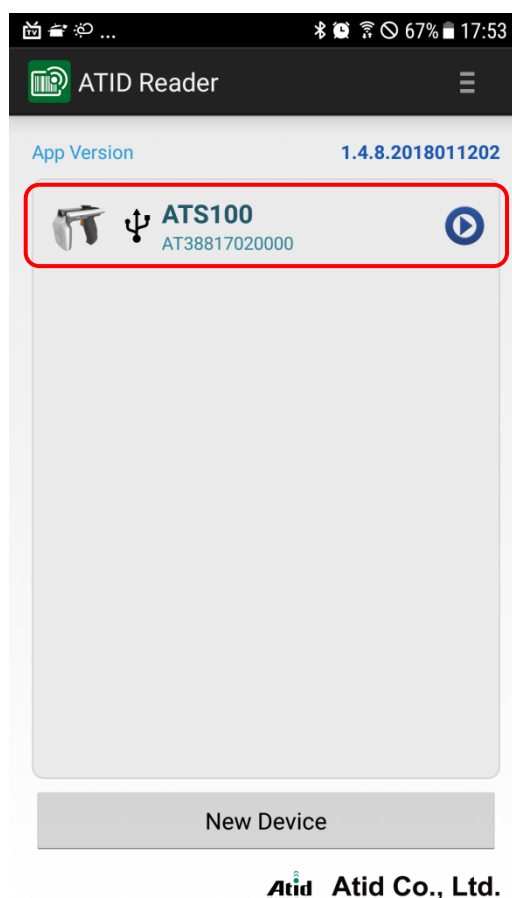 ... 67% 17:53
ATID Reader
App Version 1.4.8.2018011202
ATS100
AT38817020000
New Device
Atid Atid Co., Ltd.